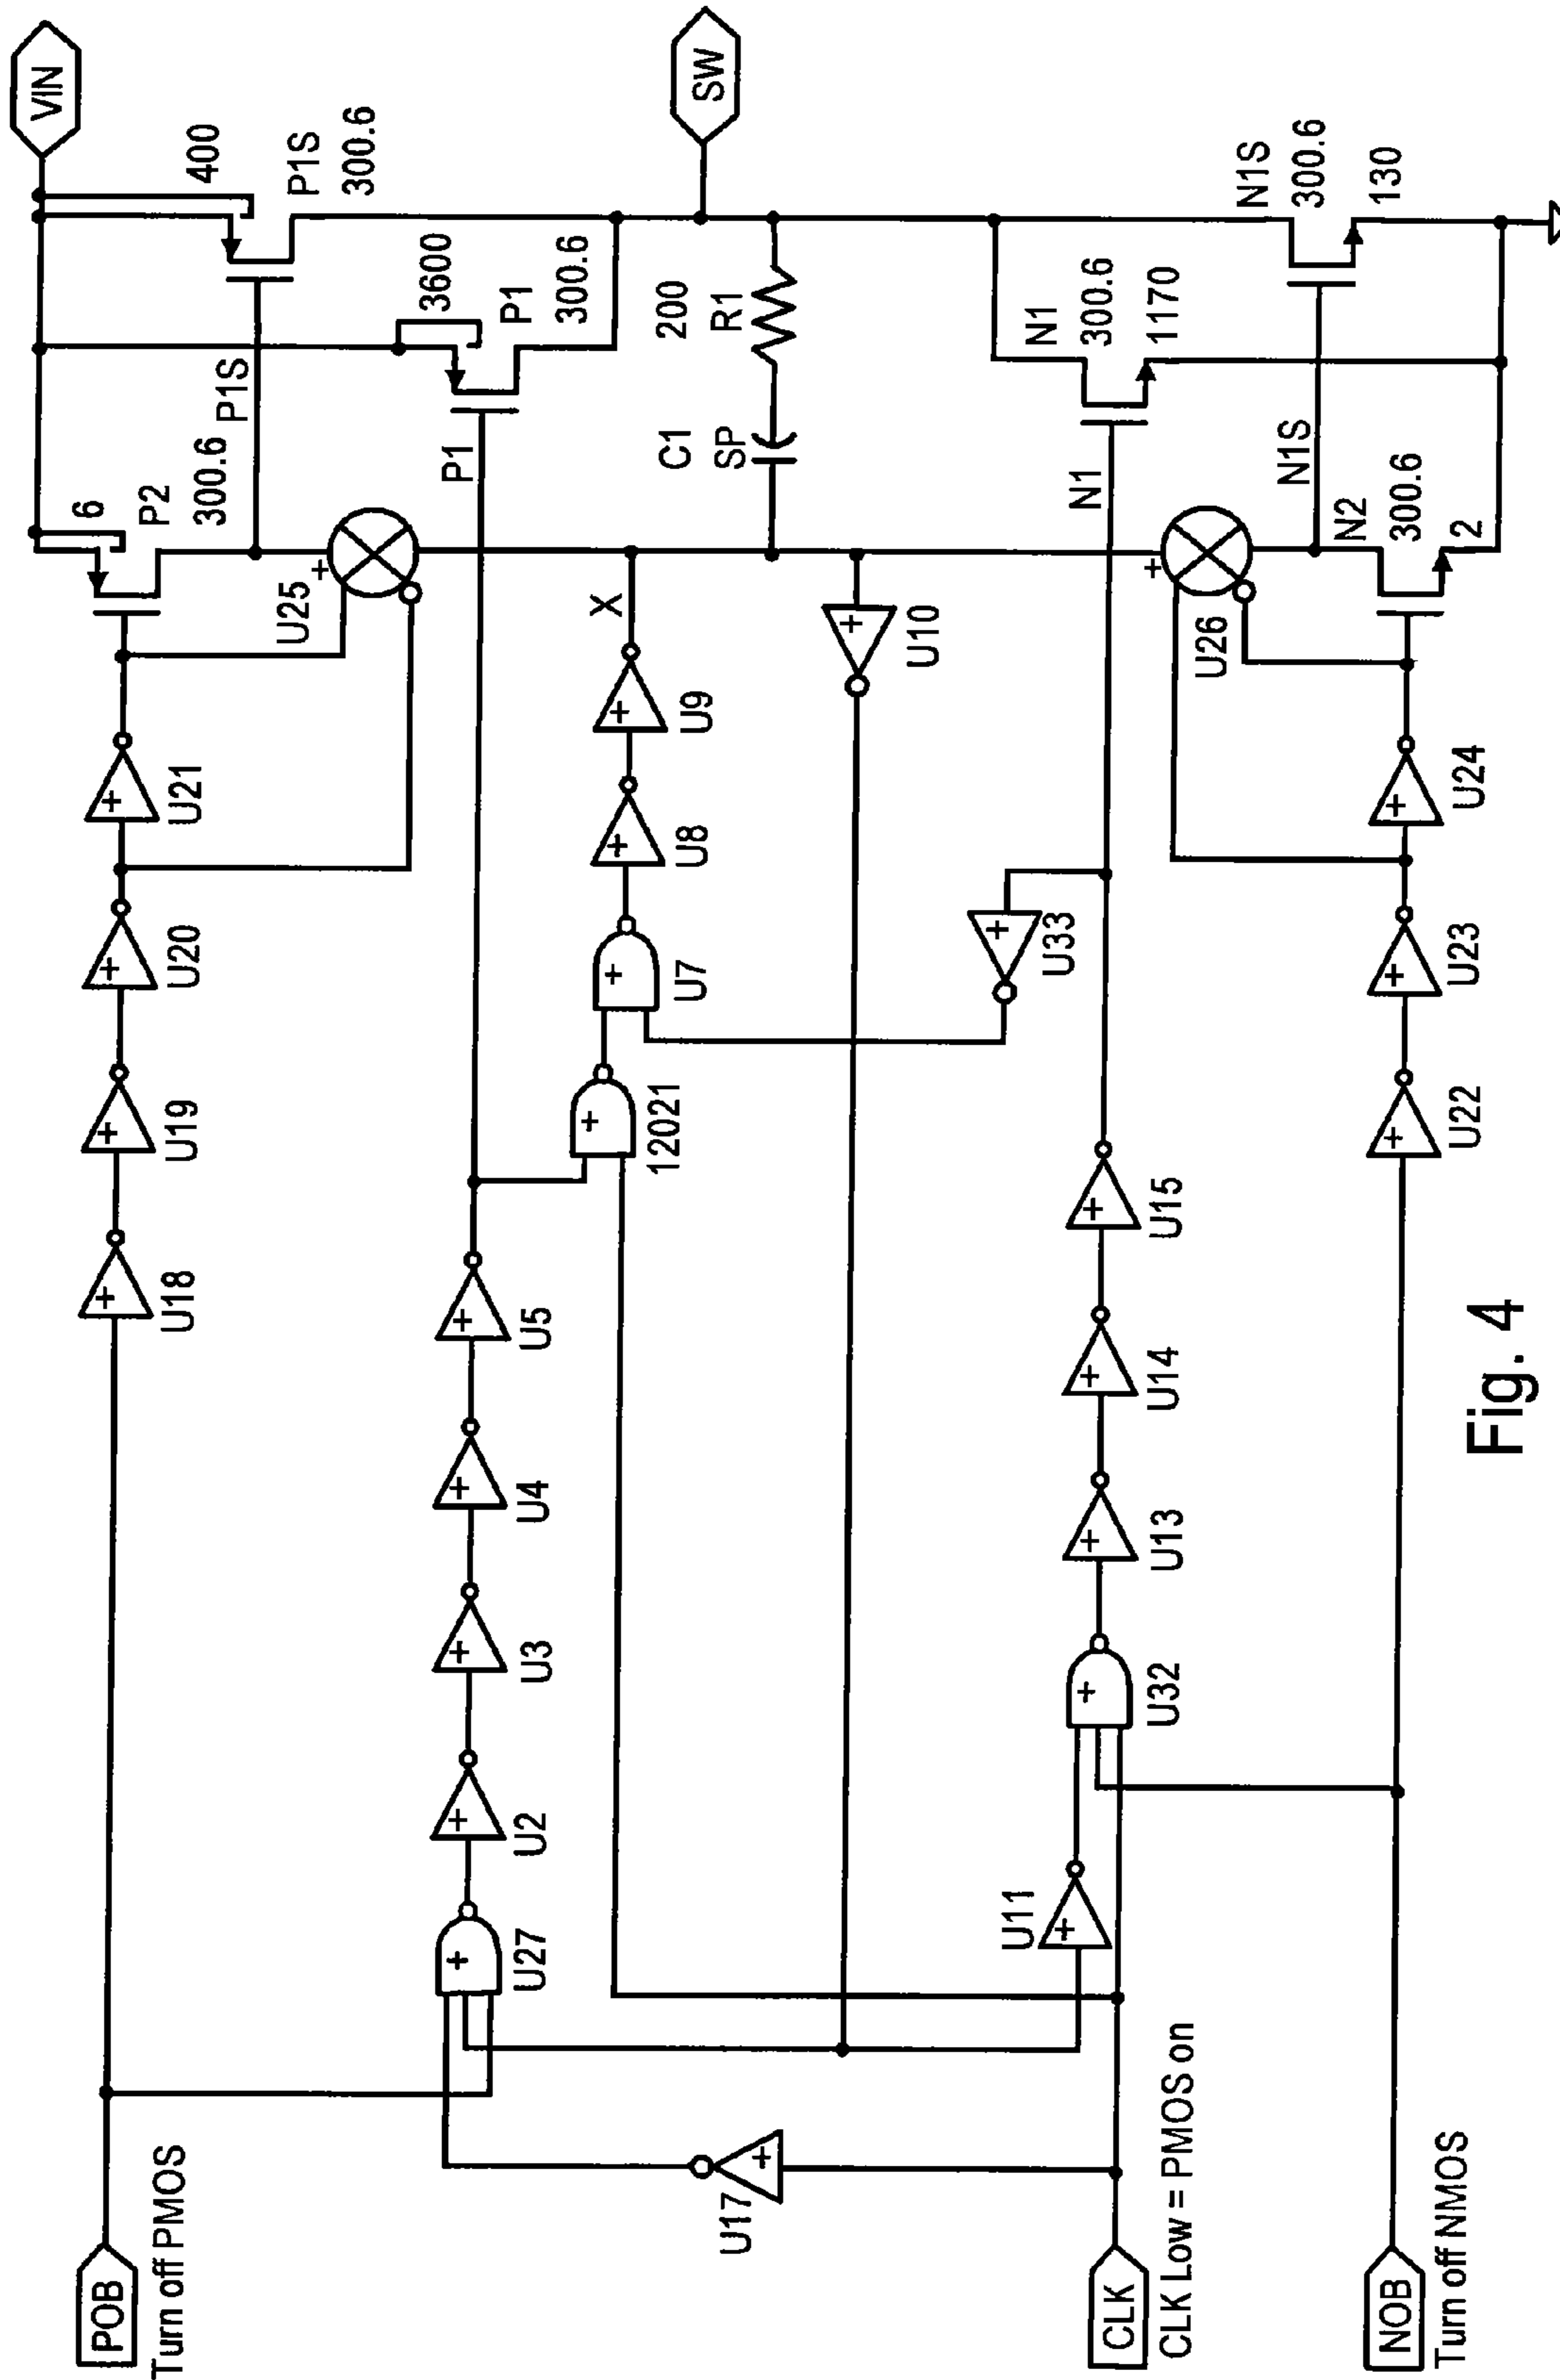 VIN
400
P1S
300.6
6
P2
300.6
P1S
3600
P1
300.6
U25
+
P1
U21
+
U20
+
U19
+
U18
+
POB
Turn off PMOS
SW
200
R1
C1
SP
X
U9
+
U8
+
U7
+
12021
+
U5
+
U4
+
U3
+
U2
+
U27
+
U10
+
U33
+
N1
300.6
1170
N1
N1S
300.6
130
N1S
N2
300.6
2
U26
+
U15
+
U14
+
U13
+
U32
+
U11
+
U17
+
CLK
CLK Low = PMOS on
U24
+
U23
+
U22
+
NOB
Turn off NMOS
Fig. 4